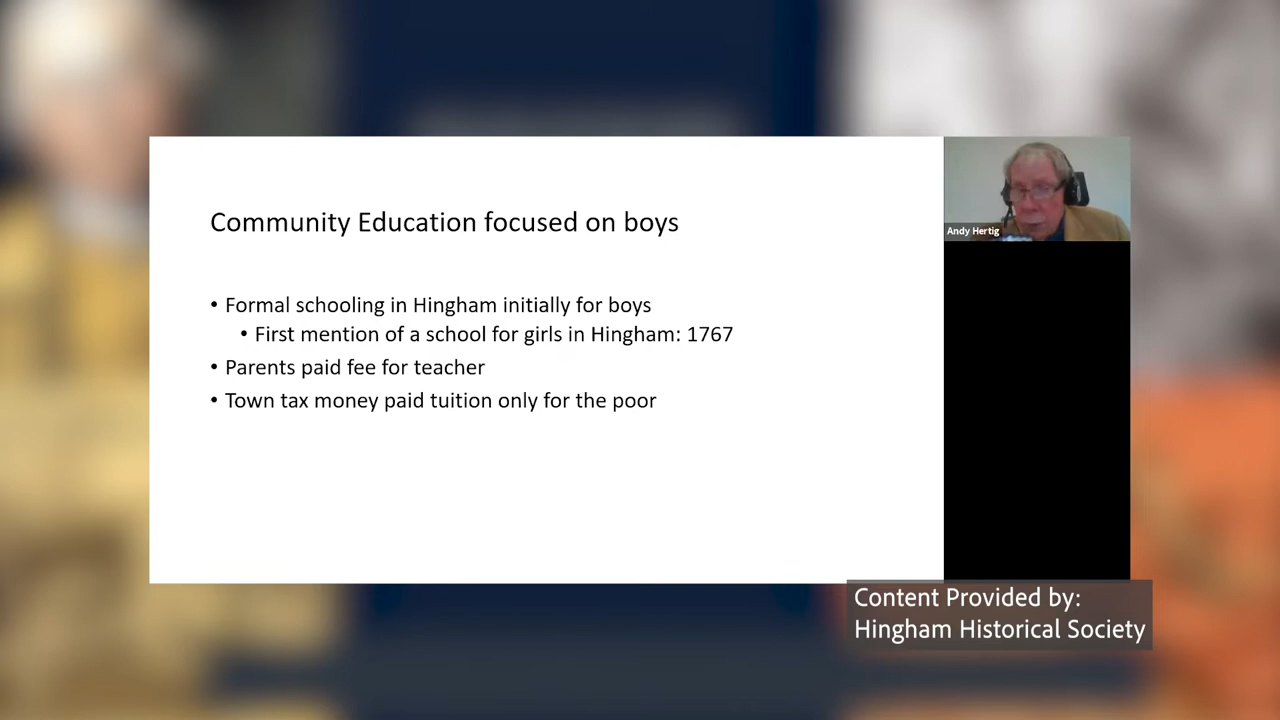 Community Education focused on boys
• Formal schooling in Hingham initially for boys
• First mention of a school for girls in Hingham: 1767
• Parents paid fee for teacher
• Town tax money paid tuition only for the poor
Andy Hertig
Content Provided by:
Hingham Historical Society